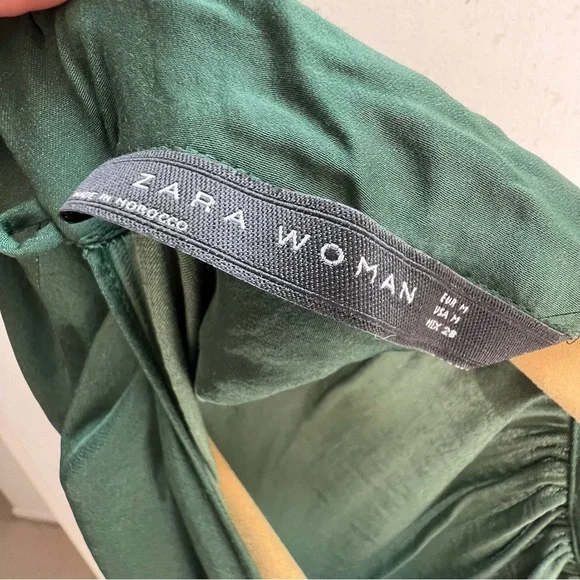 ZARA WOMAN
MADE IN MOROCCO
EUR M
USA M
MEX 28